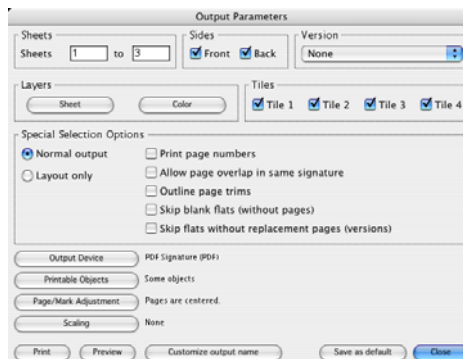 Output Parameters
Sheets
Sheets 1 to 3
Sides
Front Back
Version
None
Layers
Sheet Color
Tiles
Tile 1 Tile 2 Tile 3 Tile 4
Special Selection Options
Normal output
Layout only
Print page numbers
Allow page overlap in same signature
Outline page trims
Skip blank flats (without pages)
Skip flats without replacement pages (versions)
Output Device PDF Signature (PDF)
Printable Objects Some objects
Page/Mark Adjustment Pages are centered.
Scaling None
Print Preview Customize output name Save as default Close